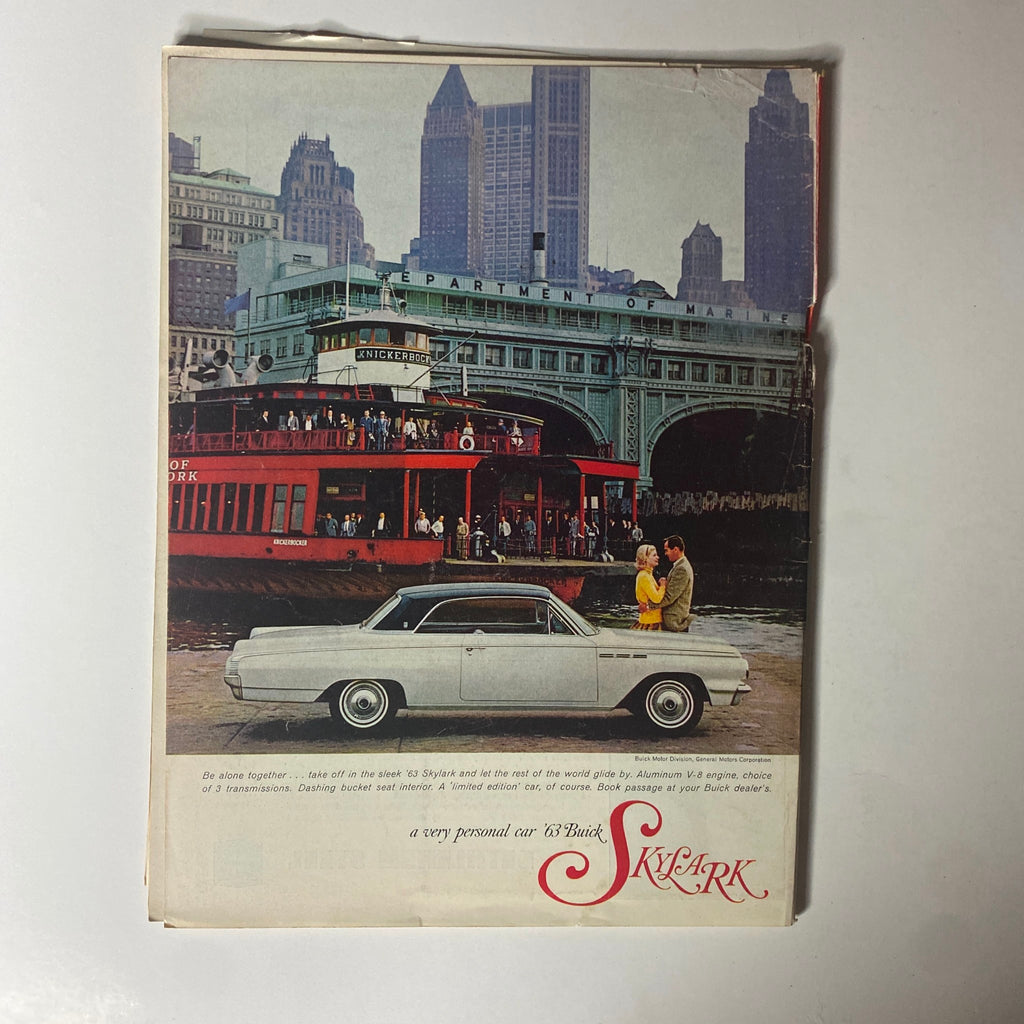 DEPARTMENT OF MARINE
KNICKERBOCK
OF
ORK
KNICKERBOCKER
Buick Motor Division, General Motors Corporation
Be alone together . . . take off in the sleek '63 Skylark and let the rest of the world glide by. Aluminum V-8 engine, choice
of 3 transmissions. Dashing bucket seat interior. A 'limited edition' car, of course. Book passage at your Buick dealer's.
a very personal car '63 Buick
SKYLARK